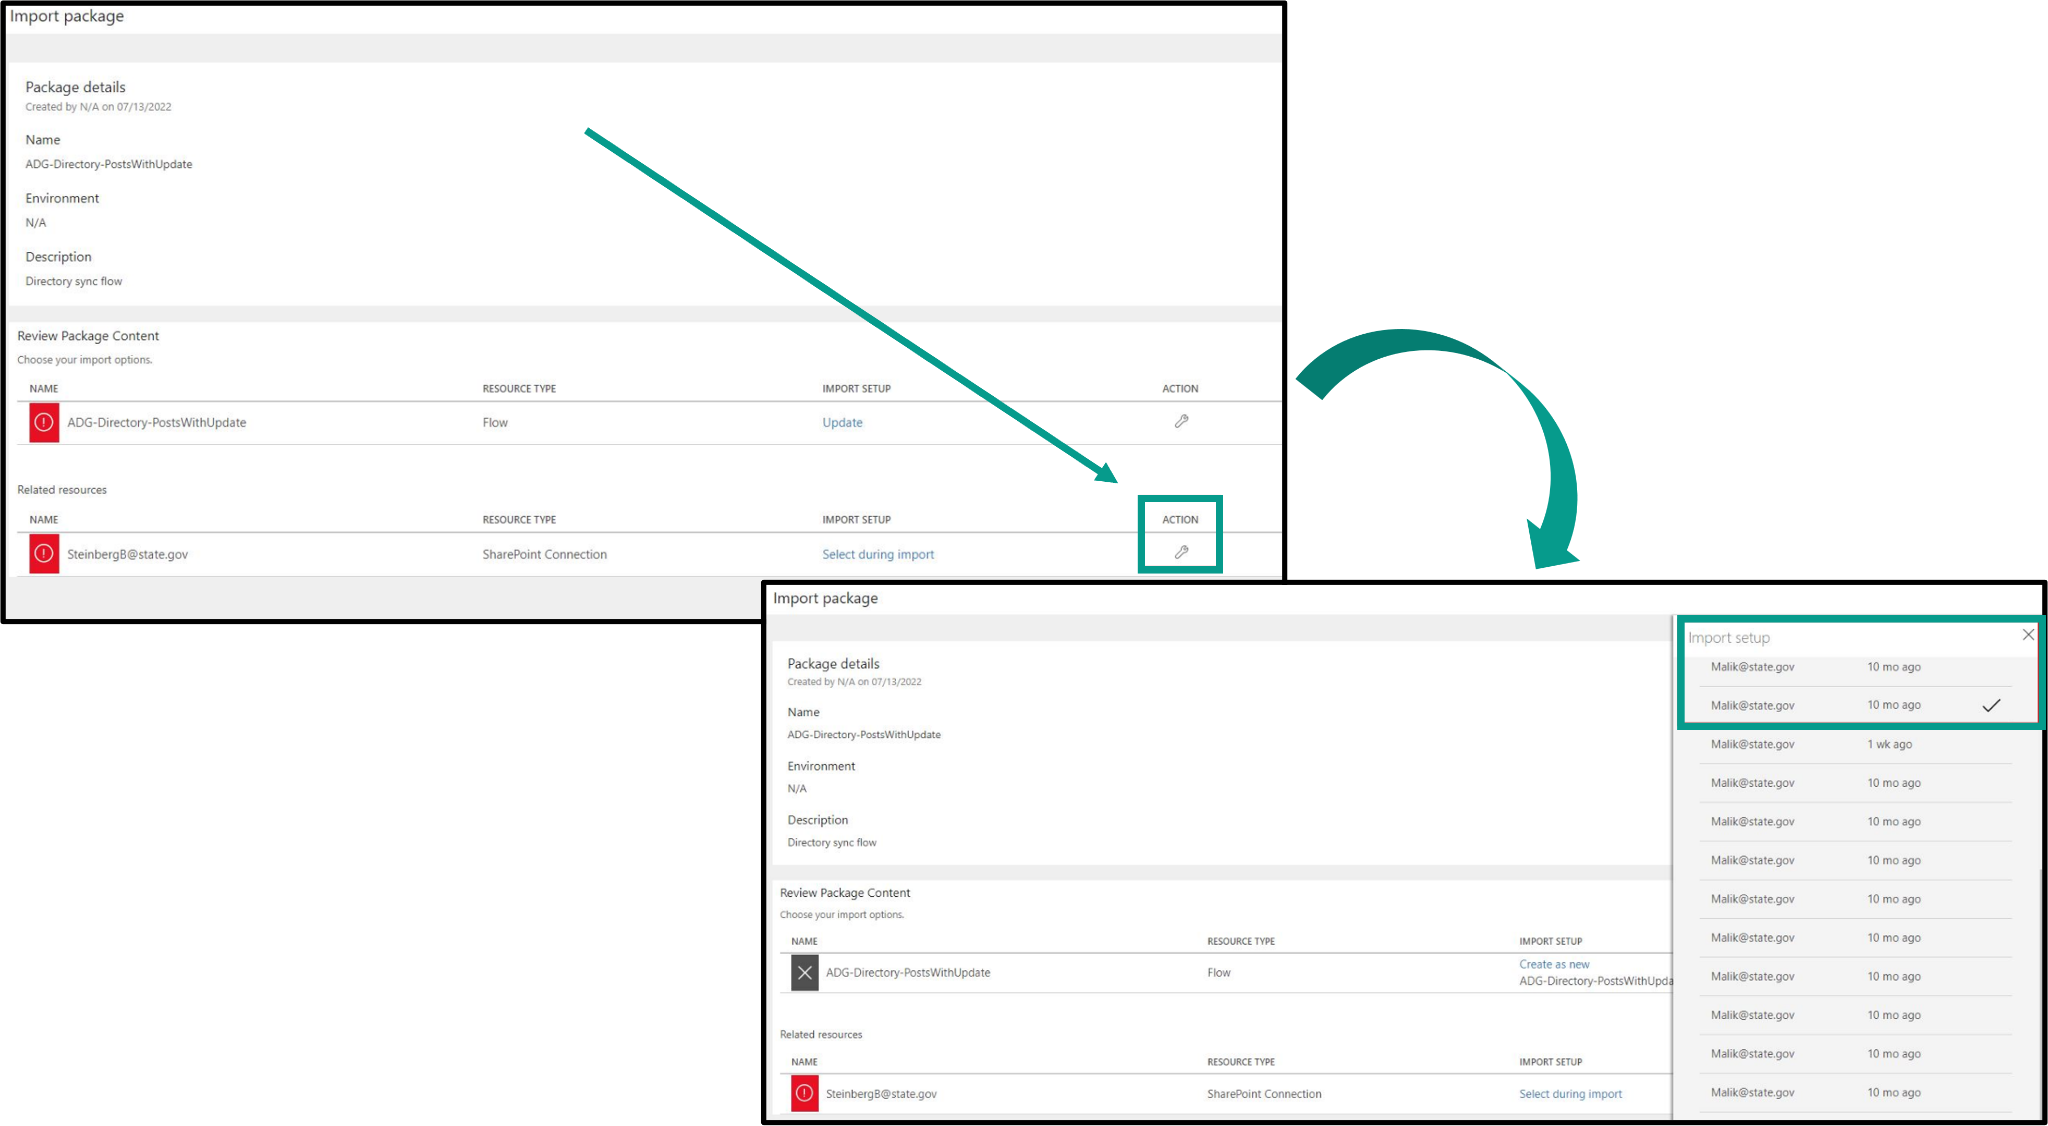 Import package
Package details
Created by N/A on 07/13/2022
Name
ADG-Directory-PostsWithUpdate
Environment
N/A
Description
Directory sync flow
Review Package Content
Choose your import options.
NAME RESOURCE TYPE IMPORT SETUP ACTION
ADG-Directory-PostsWithUpdate Flow Update
Related resources
NAME RESOURCE TYPE IMPORT SETUP ACTION
SteinbergB@state.gov SharePoint Connection Select during import
Import package
Package details
Created by N/A on 07/13/2022
Name
ADG-Directory-PostsWithUpdate
Environment
N/A
Description
Directory sync flow
Review Package Content
Choose your import options.
NAME RESOURCE TYPE IMPORT SETUP
ADG-Directory-PostsWithUpdate Flow Create as new
ADG-Directory-PostsWithUpda
Related resources
NAME RESOURCE TYPE IMPORT SETUP
SteinbergB@state.gov SharePoint Connection Select during import
Import setup
Malik@state.gov 10 mo ago
Malik@state.gov 10 mo ago
Malik@state.gov 1 wk ago
Malik@state.gov 10 mo ago
Malik@state.gov 10 mo ago
Malik@state.gov 10 mo ago
Malik@state.gov 10 mo ago
Malik@state.gov 10 mo ago
Malik@state.gov 10 mo ago
Malik@state.gov 10 mo ago
Malik@state.gov 10 mo ago
Malik@state.gov 10 mo ago